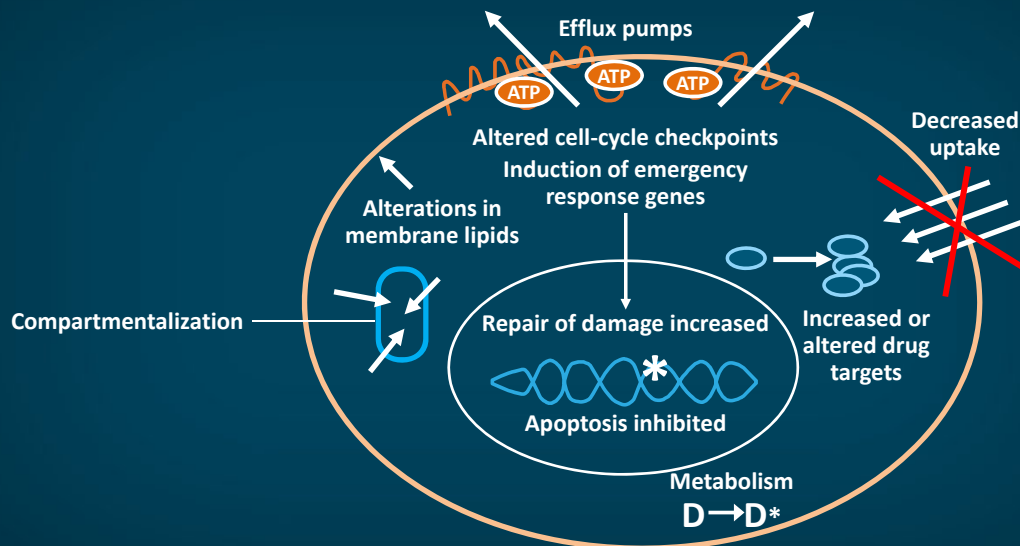 Efflux pumps
ATP
ATP
ATP
Altered cell-cycle checkpoints
Induction of emergency
response genes
Decreased
uptake
Alterations in
membrane lipids
Compartmentalization
Repair of damage increased
*
Apoptosis inhibited
Increased or
altered drug
targets
Metabolism
D→D*